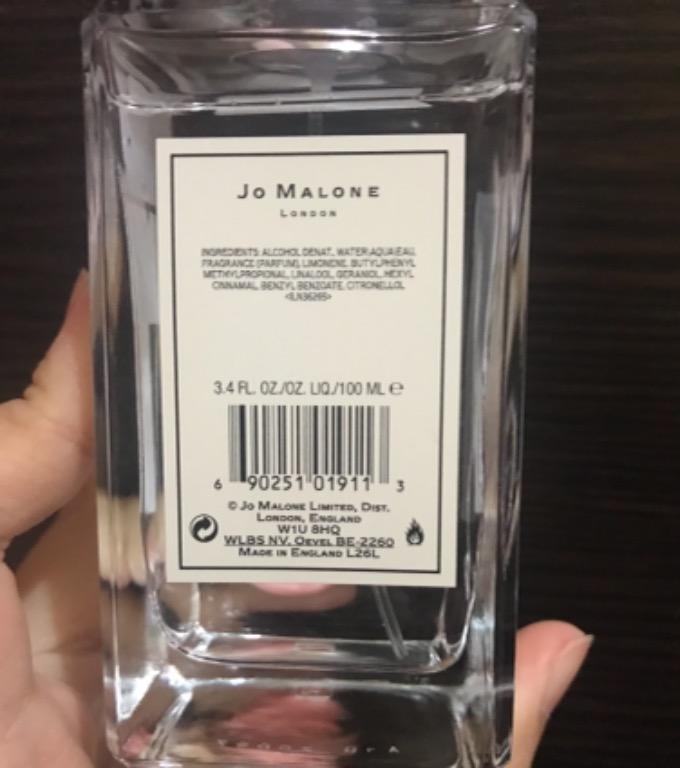 JO MALONE
LONDON
INGREDIENTS: ALCOHOL DENAT., WATER\AQUA\EAU,
FRAGRANCE (PARFUM), LIMONENE, BUTYLPHENYL
METHYLPROPIONAL, LINALOOL, GERANIOL, HEXYL
CINNAMAL, BENZYL BENZOATE, CITRONELLOL
<ILN36265>
3.4 FL. OZ./OZ. LIQ./100 ML ℮
6 90251 01911 3
© JO MALONE LIMITED, DIST.
LONDON, ENGLAND
W1U 8HQ
WLBS NV. OEVEL BE-2260
MADE IN ENGLAND L26L